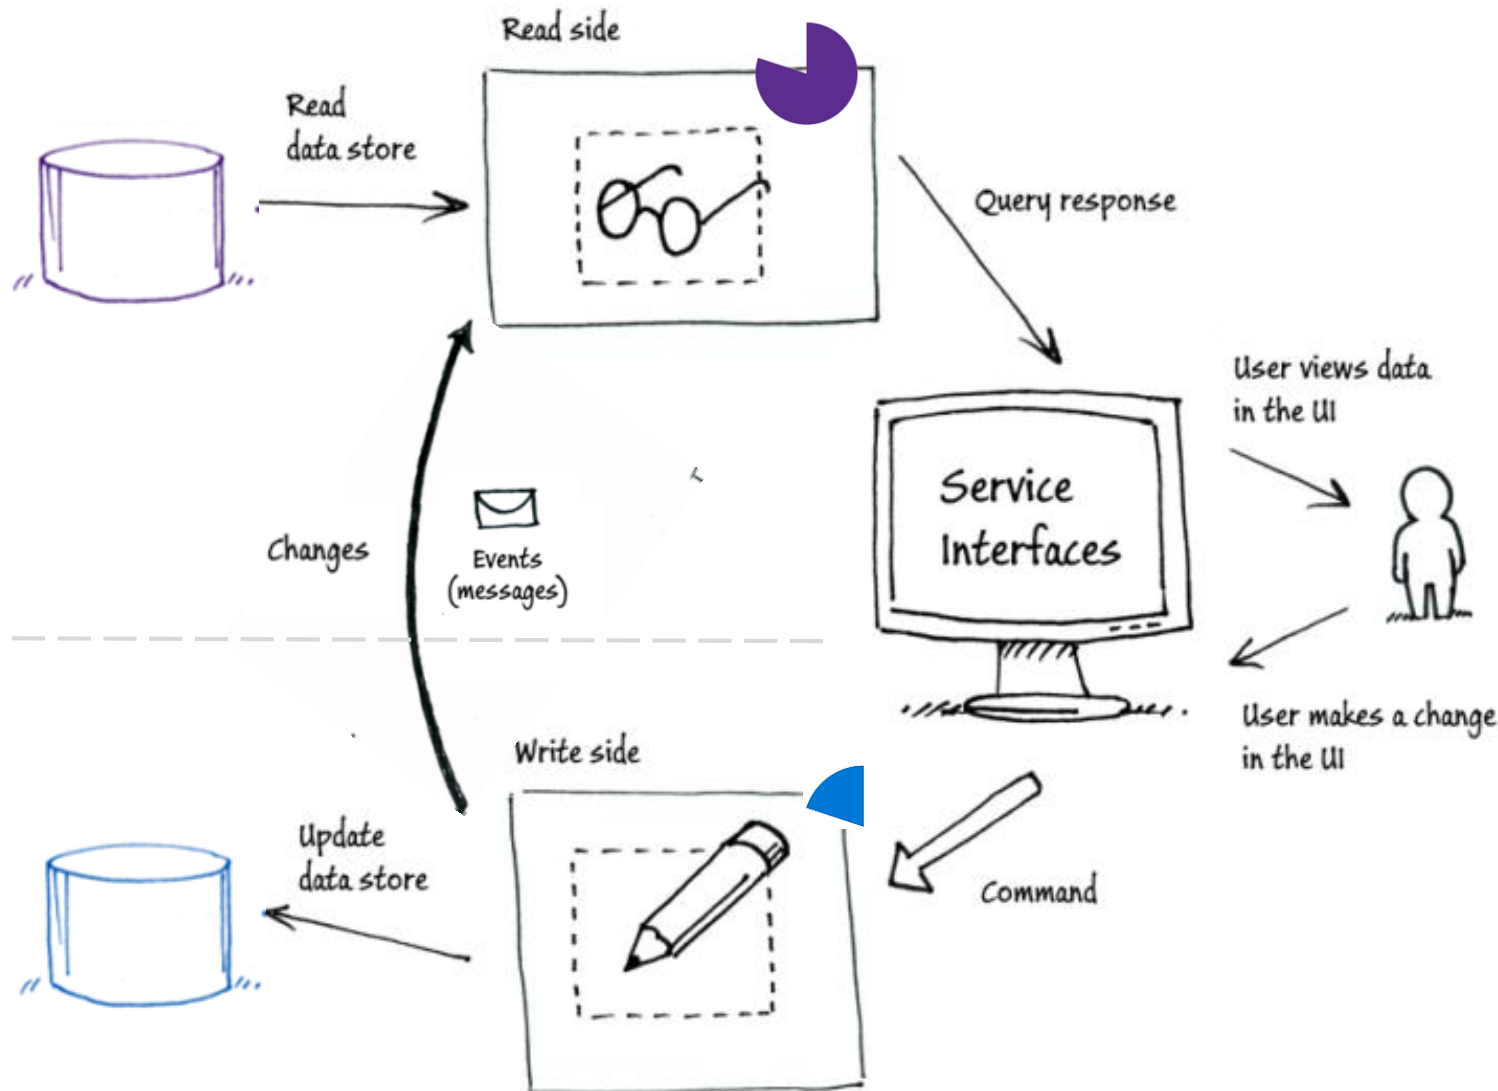 Read side
Read
data store
Query response
User views data
in the UI
Service
Interfaces
Changes
Events
(messages)
User makes a change
in the UI
Write side
Update
data store
Command